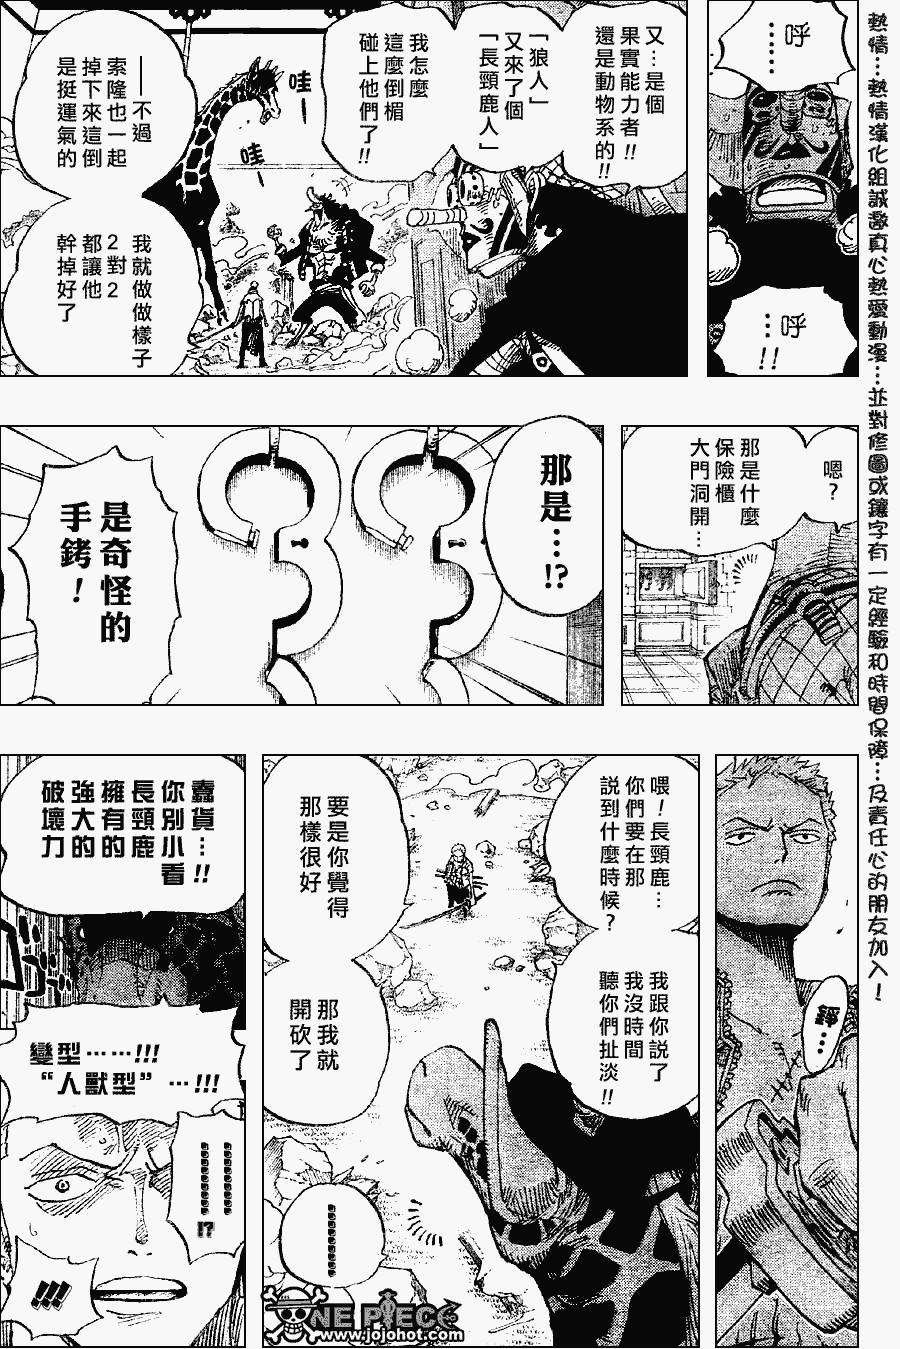 呼
……
…呼
!!
又…是個
果實能力者!!
還是動物系的!!
「狼人」
又來了個
「長頸鹿人」
我怎麼
這麼倒楣
碰上他們了!!
哇—
哇—
——不過
索隆也一起
掉下來這倒
是挺運氣的
我就做做樣子
2對2
都讓他
幹掉好了
嗯?
那是什麼
保險櫃
大門洞開…
那是…!?
是奇怪的
手銬!
錚…
喂!長頸鹿…
你們要在那
說到什麼時候?
我跟你說了
我沒時間
聽你們扯淡!!
要是你覺得
那樣很好
那我就
開砍了
…………
蠢貨…!!
你別小看
長頸鹿
擁有的
強大的
破壞力
變型……!!!
“人獸型”…!!!
…………!?
!!!
ONE PIECE
www.jojohot.com
熱情…熱情漢化組誠邀真心熱愛動漫…並對修圖或鑲字有一定經驗和時間保障…及責任心的朋友加入!